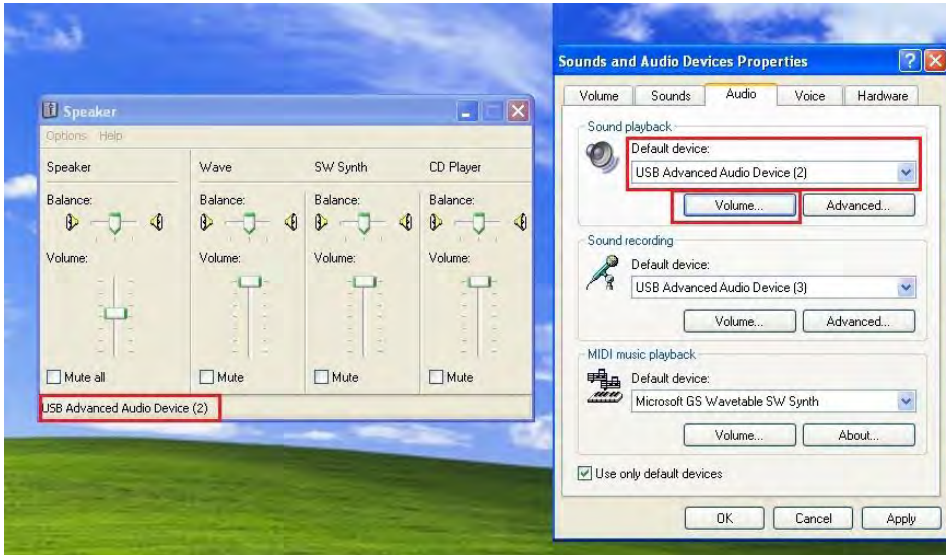 Speaker
Options Help
Speaker Wave SW Synth CD Player
Balance: Balance: Balance: Balance:
Volume: Volume: Volume: Volume:
Mute all Mute Mute Mute
USB Advanced Audio Device (2)
Sounds and Audio Devices Properties
Volume Sounds Audio Voice Hardware
Sound playback
Default device:
USB Advanced Audio Device (2)
Volume... Advanced...
Sound recording
Default device:
USB Advanced Audio Device (3)
Volume... Advanced...
MIDI music playback
Default device:
Microsoft GS Wavetable SW Synth
Volume... About...
Use only default devices
OK Cancel Apply